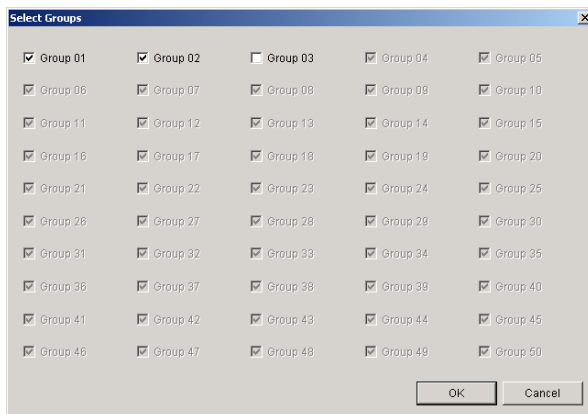 Select Groups
Group 01 Group 02 Group 03 Group 04 Group 05
Group 06 Group 07 Group 08 Group 09 Group 10
Group 11 Group 12 Group 13 Group 14 Group 15
Group 16 Group 17 Group 18 Group 19 Group 20
Group 21 Group 22 Group 23 Group 24 Group 25
Group 26 Group 27 Group 28 Group 29 Group 30
Group 31 Group 32 Group 33 Group 34 Group 35
Group 36 Group 37 Group 38 Group 39 Group 40
Group 41 Group 42 Group 43 Group 44 Group 45
Group 46 Group 47 Group 48 Group 49 Group 50
OK Cancel